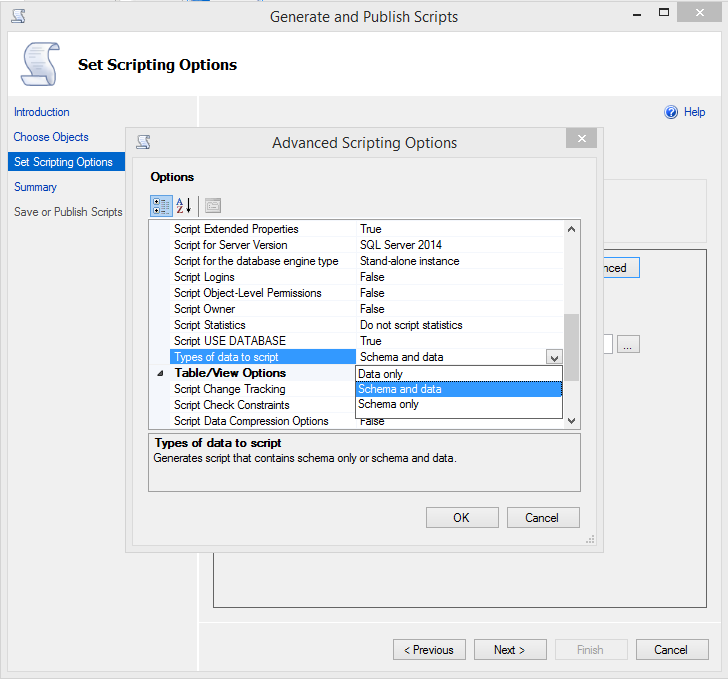 Generate and Publish Scripts
Set Scripting Options
Introduction
Choose Objects
Set Scripting Options
Summary
Save or Publish Scripts
Help
Advanced Scripting Options
Options
Script Extended Properties True
Script for Server Version SQL Server 2014
Script for the database engine type Stand-alone instance
Script Logins False
Script Object-Level Permissions False
Script Owner False
Script Statistics Do not script statistics
Script USE DATABASE True
Types of data to script Schema and data
Table/View Options Data only
Script Change Tracking Schema and data
Script Check Constraints Schema only
Script Data Compression Options False
Types of data to script
Generates script that contains schema only or schema and data.
OK Cancel
nced
...
< Previous Next > Finish Cancel